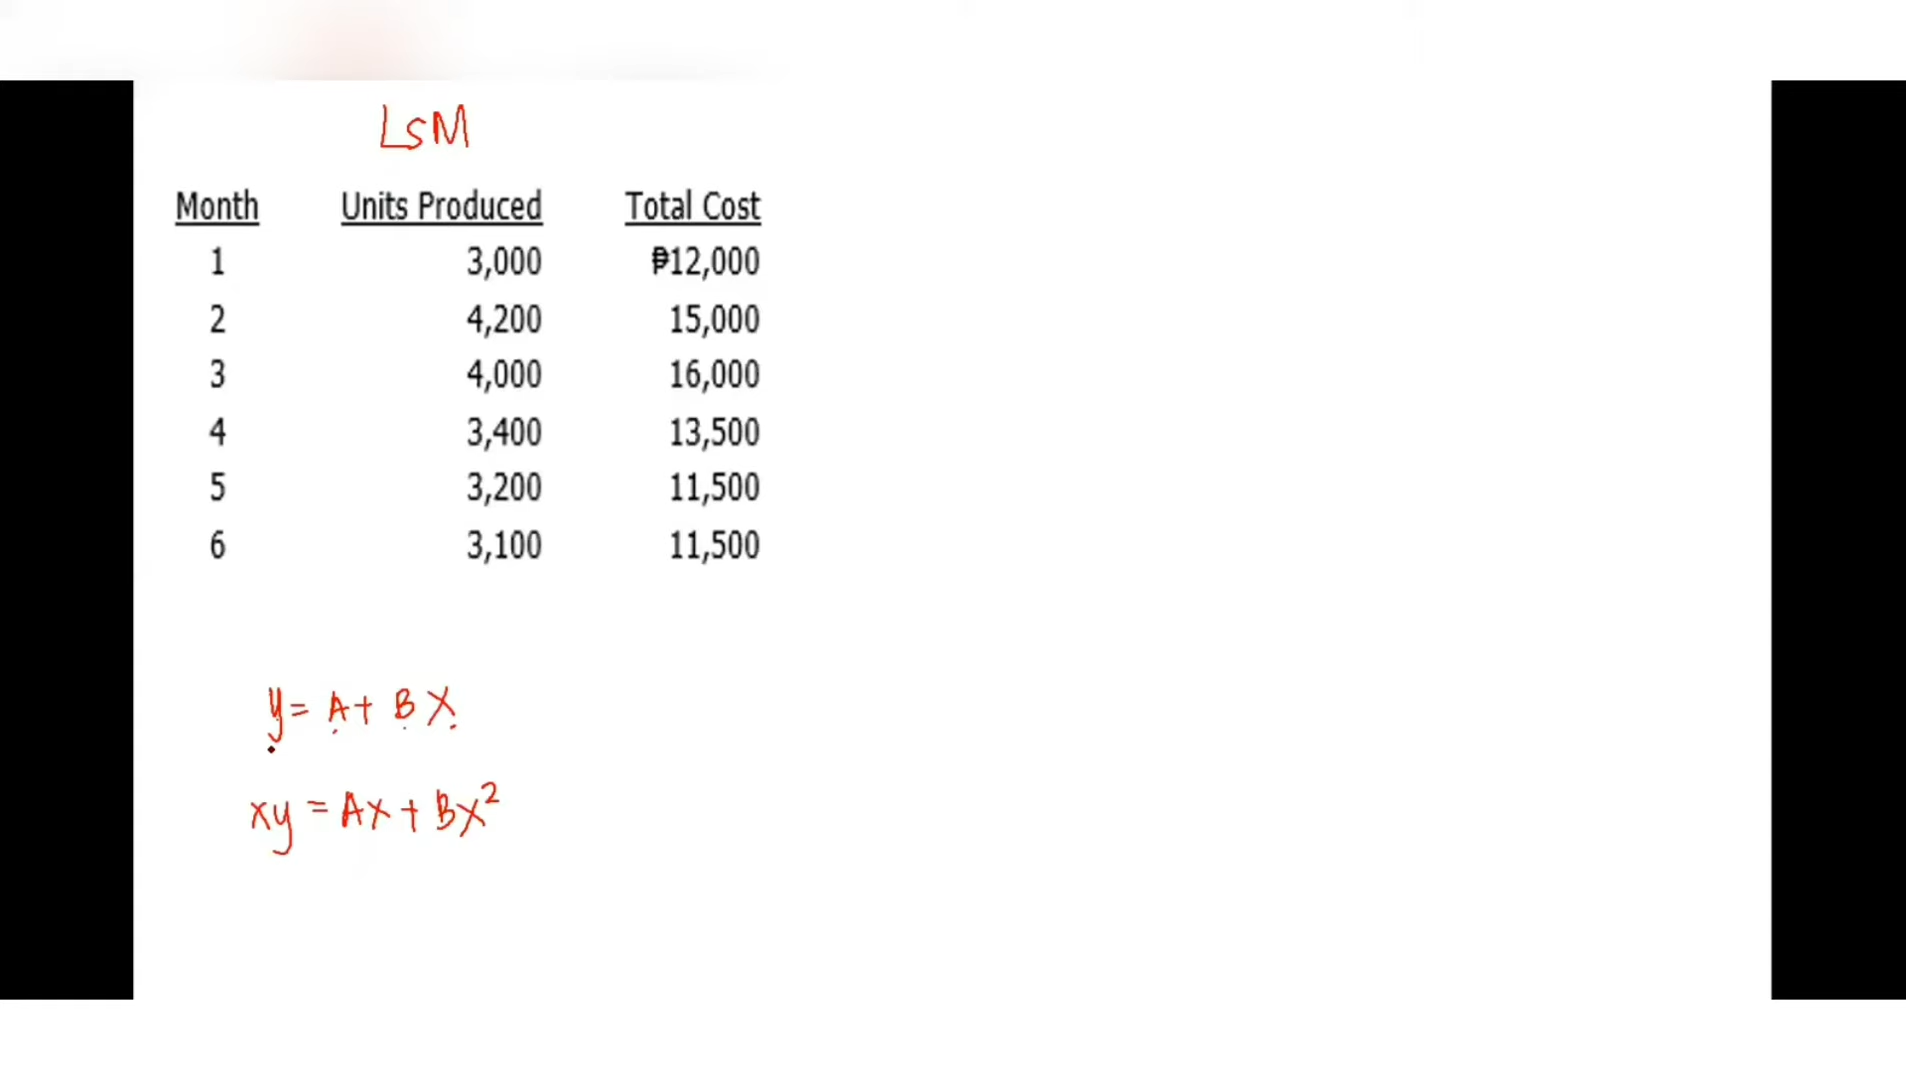 LSM
Month Units Produced Total Cost
1 3,000 ₱12,000
2 4,200 15,000
3 4,000 16,000
4 3,400 13,500
5 3,200 11,500
6 3,100 11,500
y = A + B X
xy = Ax + Bx²